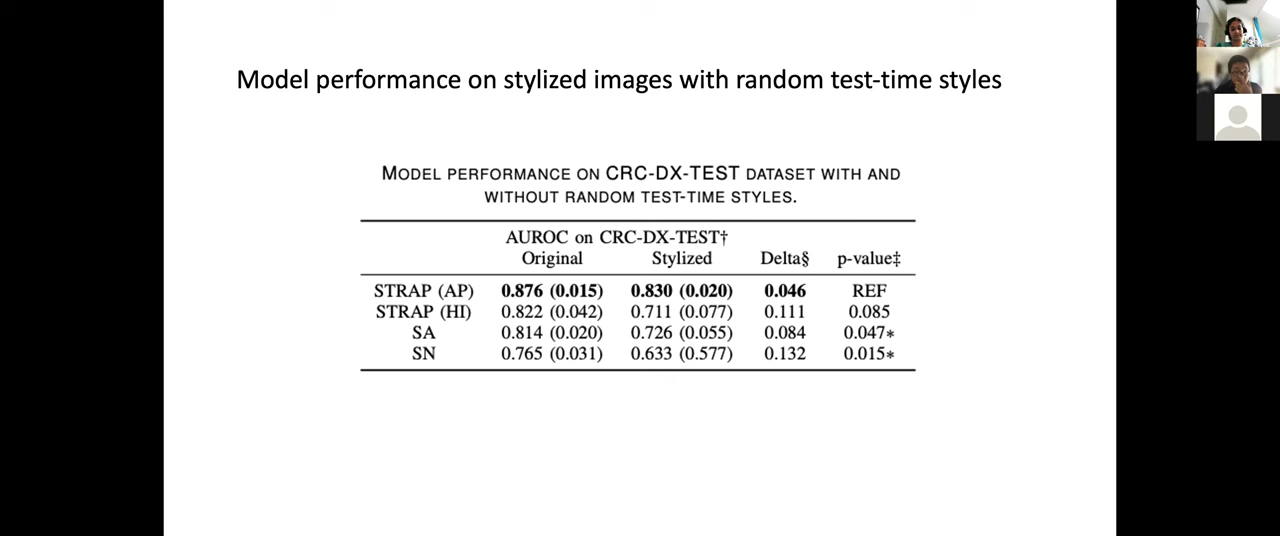 Model performance on stylized images with random test-time styles
MODEL PERFORMANCE ON CRC-DX-TEST DATASET WITH AND
WITHOUT RANDOM TEST-TIME STYLES.
AUROC on CRC-DX-TEST†
Original Stylized Delta§ p-value‡
STRAP (AP) 0.876 (0.015) 0.830 (0.020) 0.046 REF
STRAP (HI) 0.822 (0.042) 0.711 (0.077) 0.111 0.085
SA 0.814 (0.020) 0.726 (0.055) 0.084 0.047*
SN 0.765 (0.031) 0.633 (0.577) 0.132 0.015*